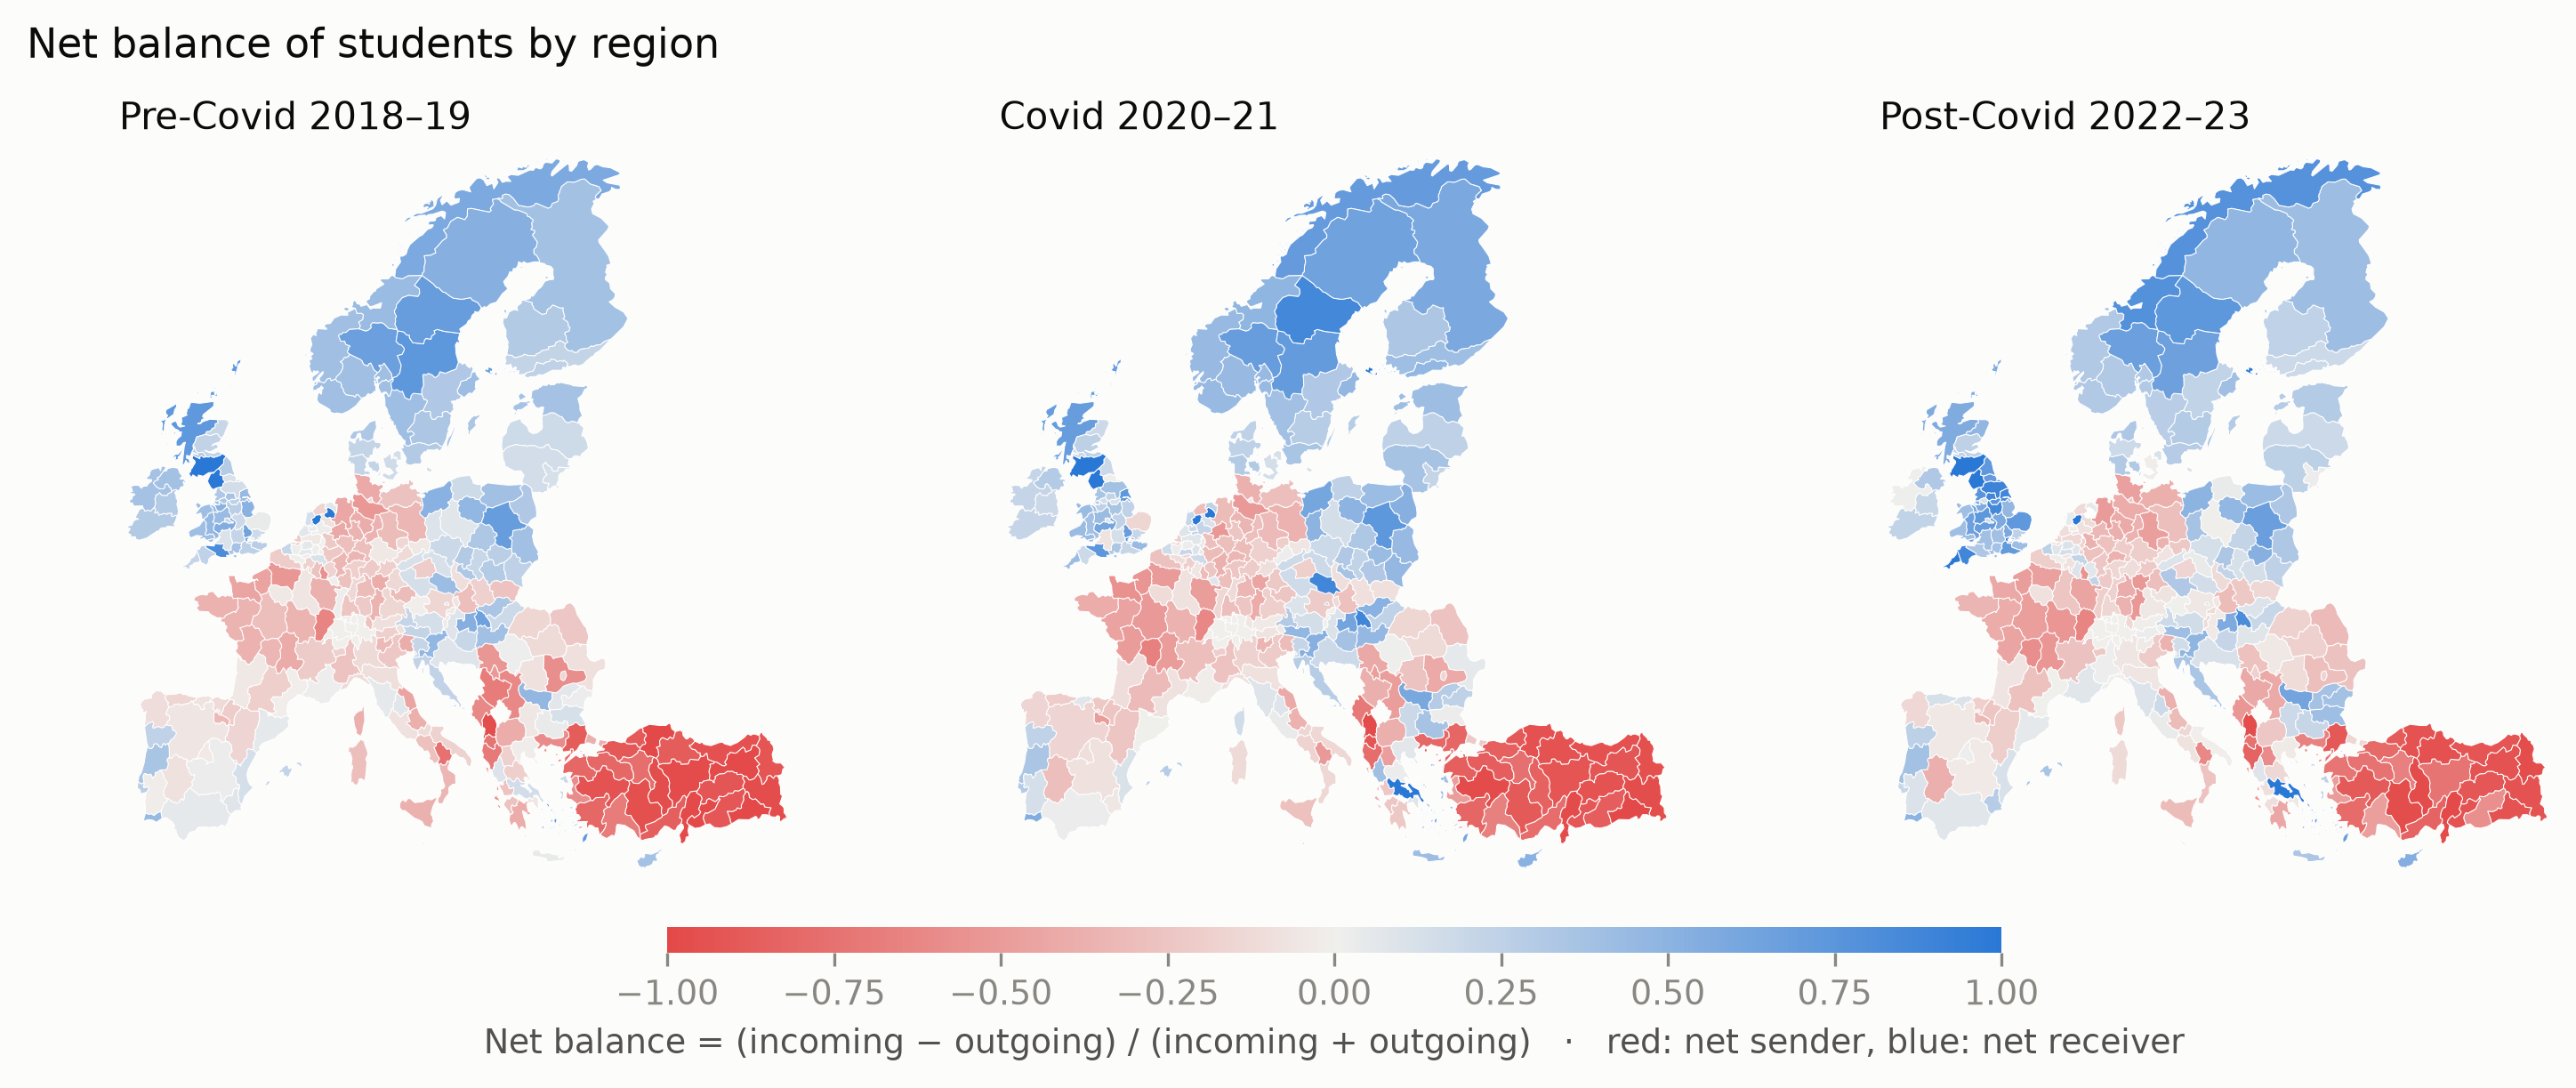 Net balance of students by region
Pre-Covid 2018–19
Covid 2020–21
Post-Covid 2022–23
−1.00 −0.75 −0.50 −0.25 0.00 0.25 0.50 0.75 1.00
Net balance = (incoming − outgoing) / (incoming + outgoing) · red: net sender, blue: net receiver